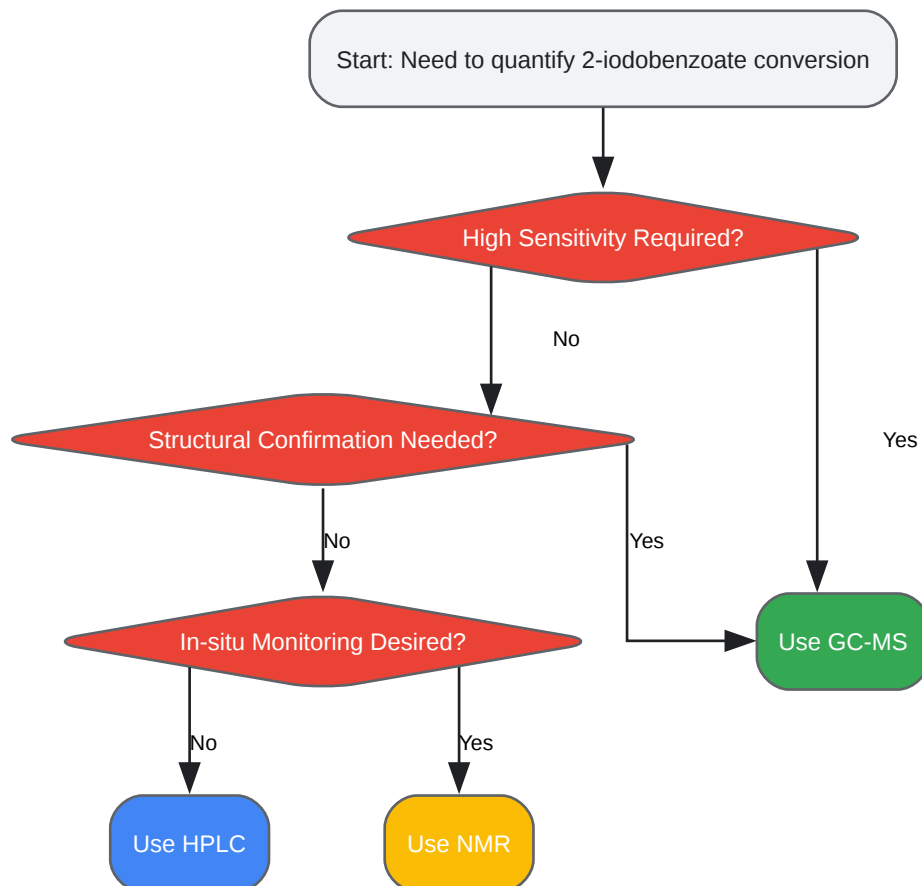 Start: Need to quantify 2-iodobenzoate conversion
High Sensitivity Required?
No
Yes
Structural Confirmation Needed?
No
Yes
In-situ Monitoring Desired?
Use GC-MS
No
Yes
Use HPLC
Use NMR